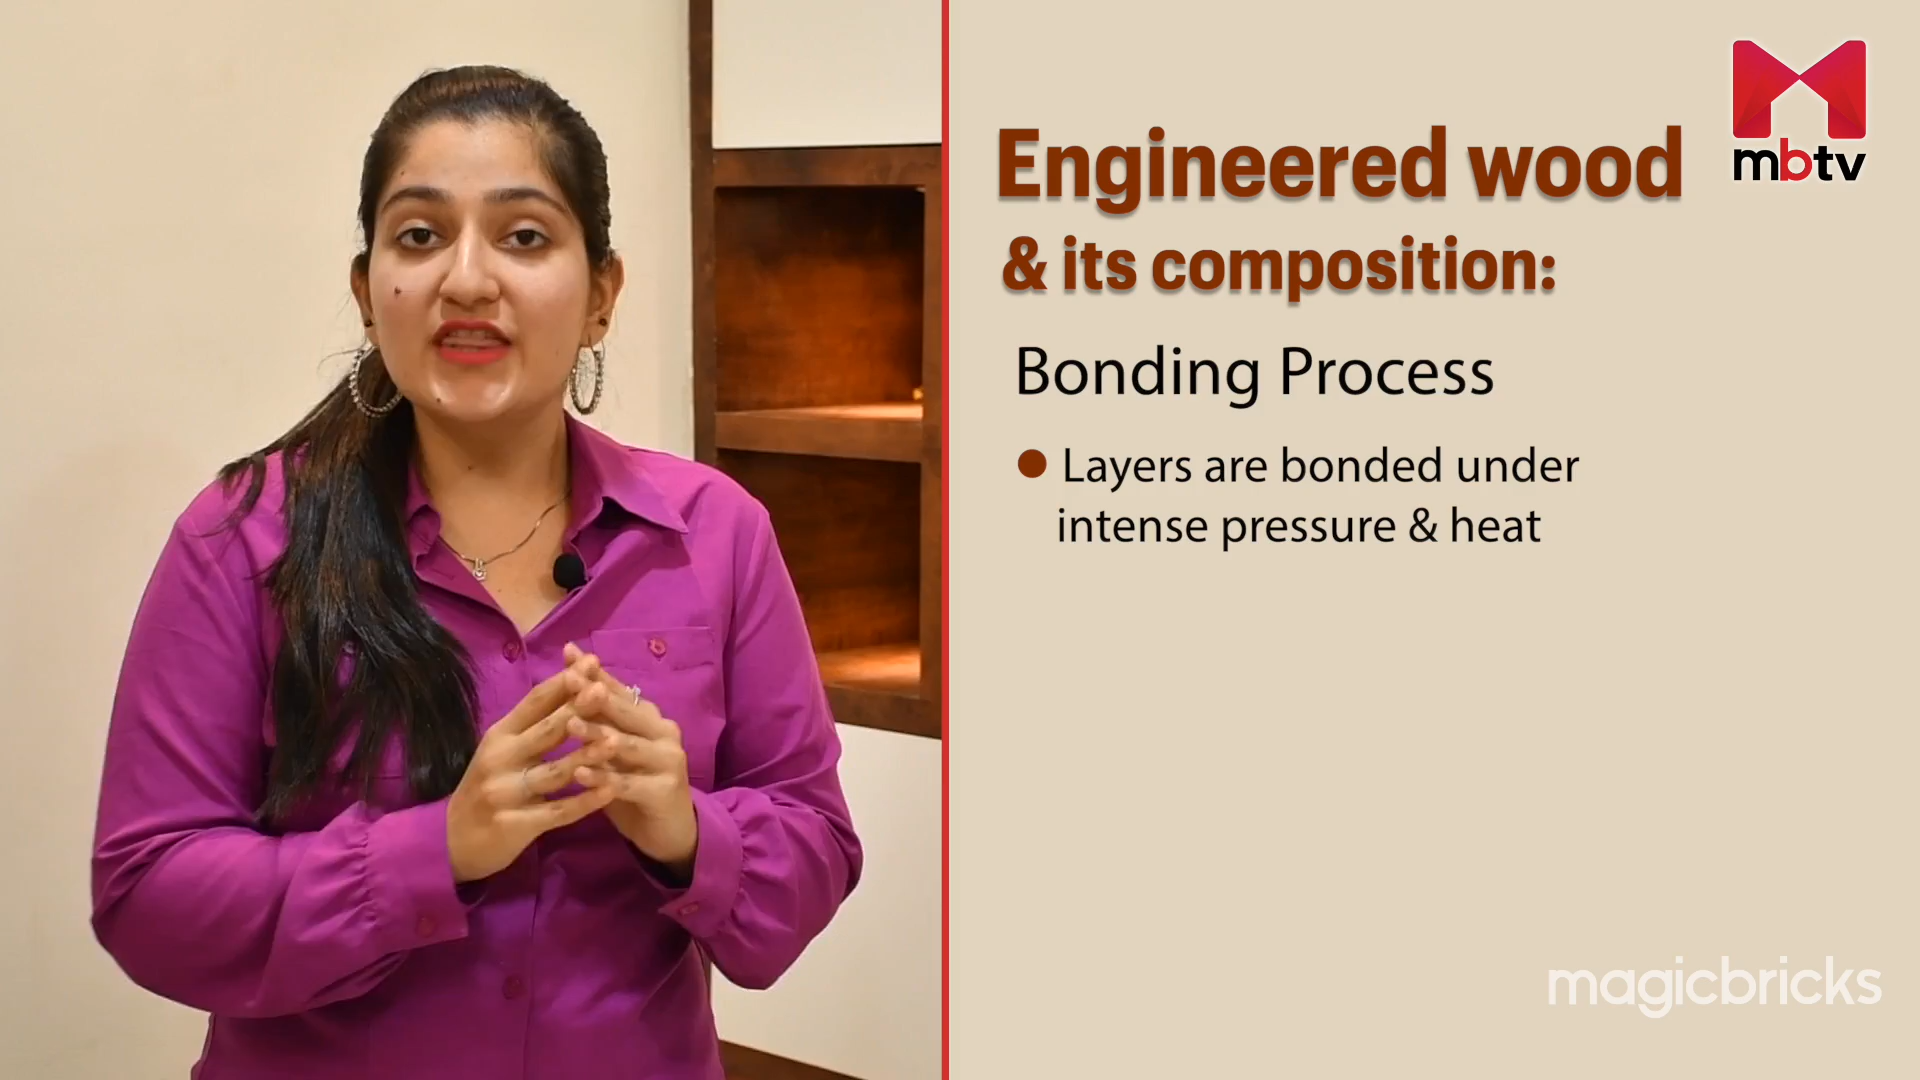 Engineered wood
& its composition:
Bonding Process
Layers are bonded under
intense pressure & heat
mbtv
magicbricks